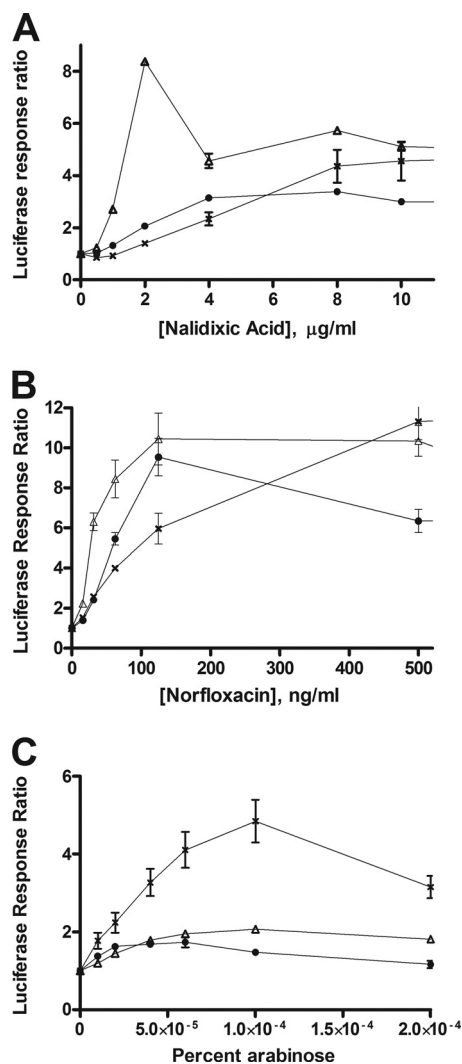 A
Luciferase response ratio
8
6
4
2
0
0 2 4 6 8 10
[Nalidixic Acid], μg/ml
B
Luciferase Response Ratio
12
10
8
6
4
2
0
0 100 200 300 400 500
[Norfloxacin], ng/ml
C
Luciferase Response Ratio
6
4
2
0
0 5.0×10⁻⁵ 1.0×10⁻⁴ 1.5×10⁻⁴ 2.0×10⁻⁴
Percent arabinose